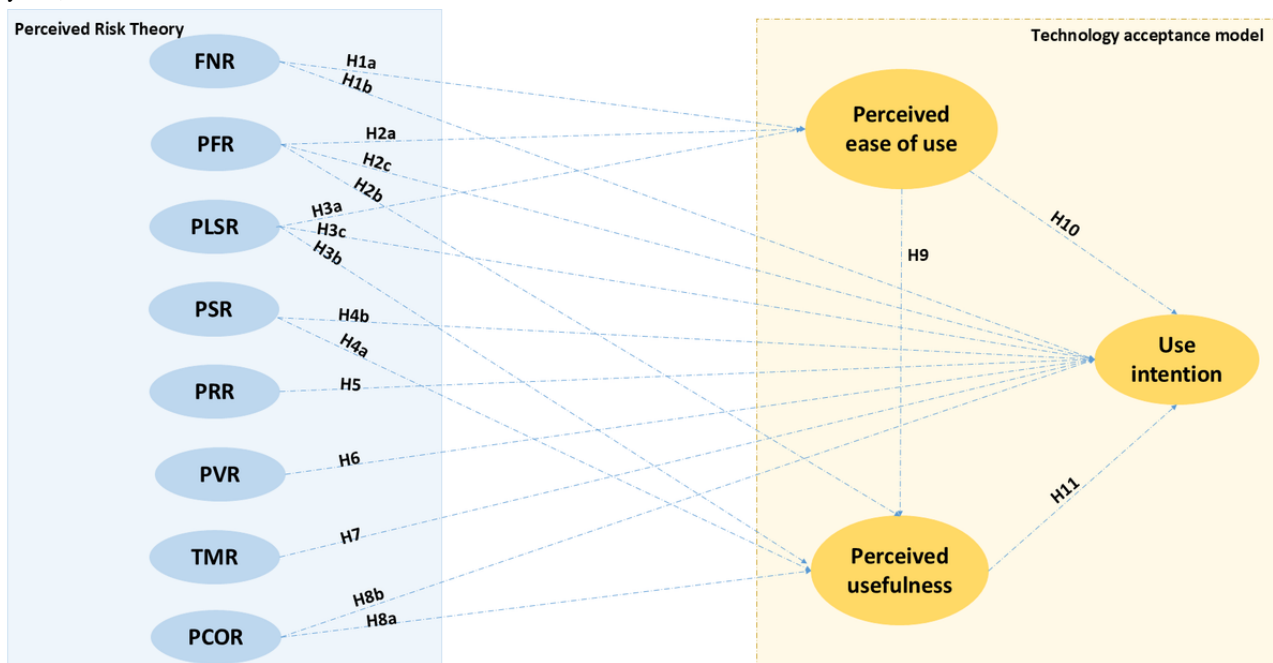 Perceived Risk Theory
Technology acceptance model
FNR
H1a
H1b
Perceived
ease of use
PFR
H2a
H2c
H2b
PLSR
H3a
H3c
H3b
H10
H9
PSR
H4b
H4a
Use
intention
PRR
H5
PVR
H6
H11
TMR
H7
Perceived
usefulness
PCOR
H8b
H8a